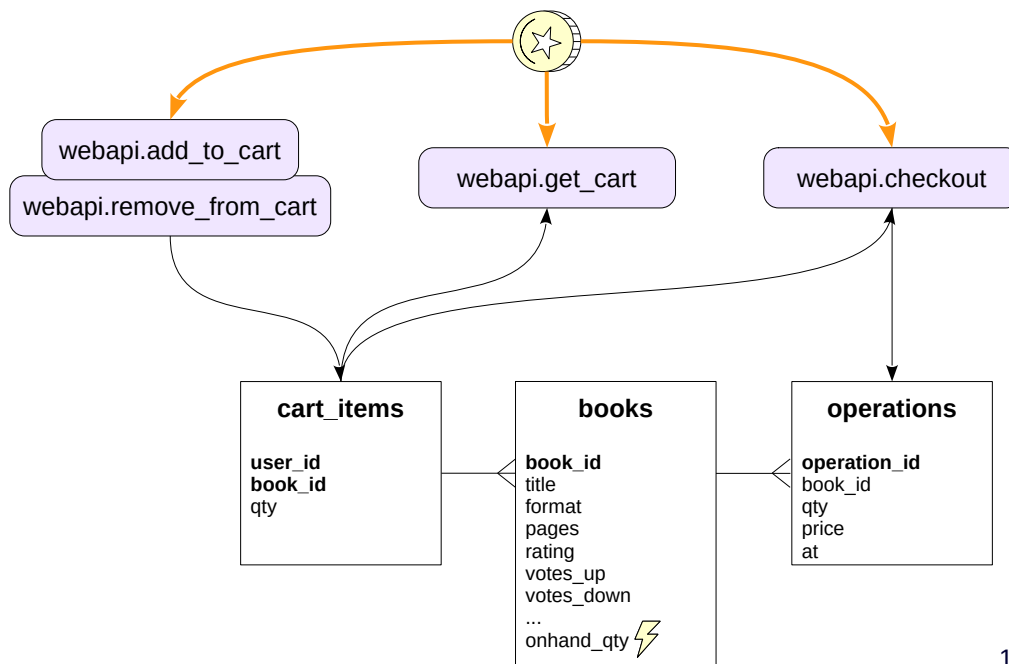 webapi.add_to_cart
webapi.remove_from_cart
webapi.get_cart
webapi.checkout
cart_items
user_id
book_id
qty
books
book_id
title
format
pages
rating
votes_up
votes_down
...
onhand_qty
operations
operation_id
book_id
qty
price
at
1